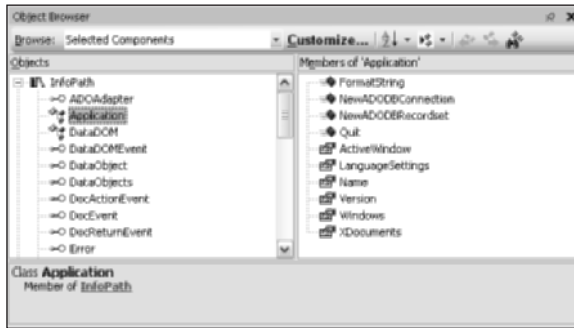 Object Browser
Browse: Selected Components
Customize...
Objects
InfoPath
ADOAdapter
Application
DataDOM
DataDOMEvent
DataObject
DataObjects
DocActionEvent
DocEvent
DocReturnEvent
Error
Members of 'Application'
FormatString
NewADODBConnection
NewADODBRecordset
Quit
ActiveWindow
LanguageSettings
Name
Version
Windows
XDocuments
Class Application
Member of InfoPath